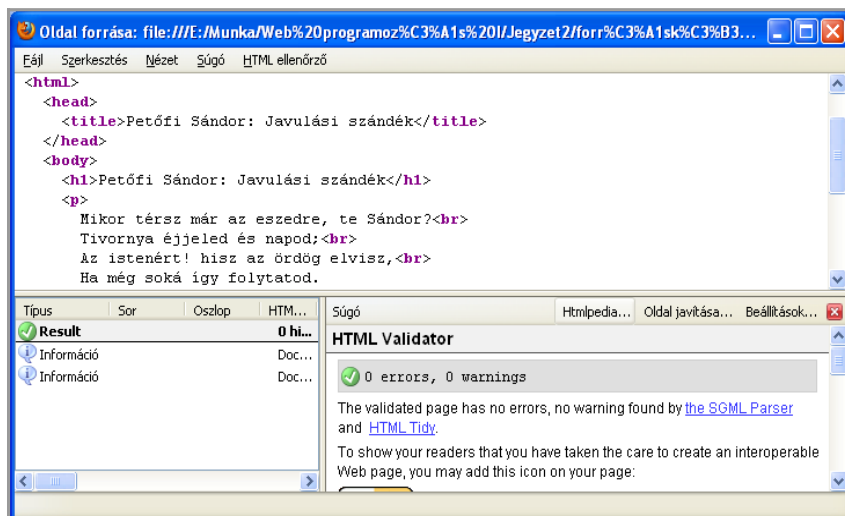 Oldal forrása: file:///E:/Munka/Web%20programoz%C3%A1s%20I/Jegyzet2/forr%C3%A1sk%C3%B3...
Fájl Szerkesztés Nézet Súgó HTML ellenőrző
<html>
<head>
<title>Petőfi Sándor: Javulási szándék</title>
</head>
<body>
<h1>Petőfi Sándor: Javulási szándék</h1>
<p>
Mikor térsz már az eszedre, te Sándor?<br>
Tivornya éjjeled és napod;<br>
Az istenért! hisz az ördög elvisz,<br>
Ha még soká így folytatod.
Típus Sor Oszlop HTM...
Result 0 hi...
Információ Doc...
Információ Doc...
Súgó Htmlpedia... Oldal javítása... Beállítások...
HTML Validator
0 errors, 0 warnings
The validated page has no errors, no warning found by the SGML Parser
and HTML Tidy.
To show your readers that you have taken the care to create an interoperable
Web page, you may add this icon on your page: